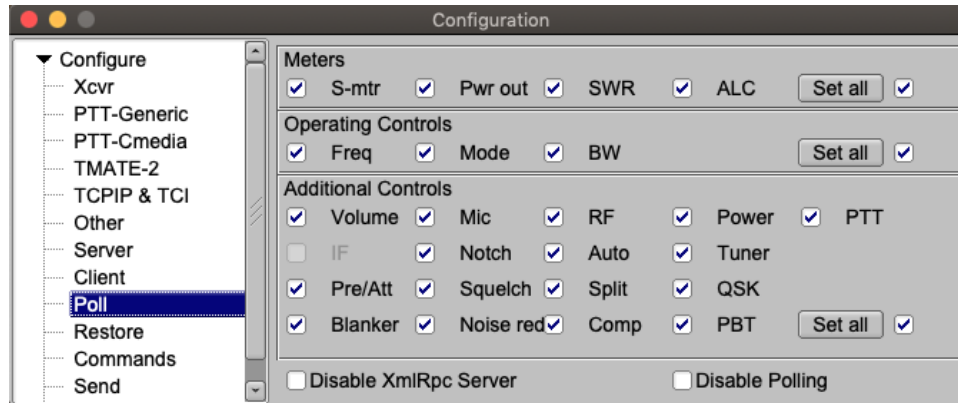 Configuration
Configure
Xcvr
PTT-Generic
PTT-Cmedia
TMATE-2
TCPIP & TCI
Other
Server
Client
Poll
Restore
Commands
Send
Meters
S-mtr Pwr out SWR ALC Set all
Operating Controls
Freq Mode BW Set all
Additional Controls
Volume Mic RF Power PTT
IF Notch Auto Tuner
Pre/Att Squelch Split QSK
Blanker Noise red Comp PBT Set all
Disable XmlRpc Server Disable Polling